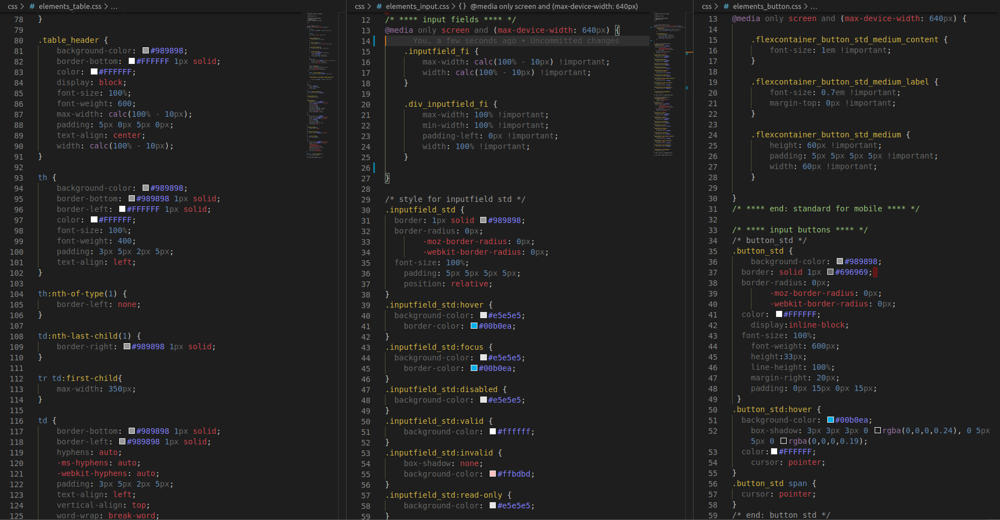 css > # elements_table.css > ...
78 }
79
80 .table_header {
81 background-color: #989898;
82 border-bottom: #FFFFFF 1px solid;
83 color: #FFFFFF;
84 display: block;
85 font-size: 100%;
86 font-weight: 600;
87 max-width: calc(100% - 10px);
88 padding: 5px 0px 5px 0px;
89 text-align: center;
90 width: calc(100% - 10px);
91 }
92
93 th {
94 background-color: #989898;
95 border-bottom: #989898 1px solid;
96 border-left: #FFFFFF 1px solid;
97 color: #FFFFFF;
98 font-size: 100%;
99 font-weight: 400;
100 padding: 3px 5px 2px 5px;
101 text-align: left;
102 }
103
104 th:nth-of-type(1) {
105 border-left: none;
106 }
107
108 td:nth-last-child(1) {
109 border-right: #989898 1px solid;
110 }
111
112 tr td:first-child{
113 max-width: 350px;
114 }
115
116 td {
117 border-bottom: #989898 1px solid;
118 border-left: #989898 1px solid;
119 hyphens: auto;
120 -ms-hyphens: auto;
121 -webkit-hyphens: auto;
122 padding: 3px 5px 2px 5px;
123 text-align: left;
124 vertical-align: top;
125 word-wrap: break-word;
css > # elements_input.css > {} @media only screen and (max-device-width: 640px)
12 /* **** input fields **** */
13 @media only screen and (max-device-width: 640px) {
14 You, a few seconds ago • Uncommitted changes
15 .inputfield_fi {
16 max-width: calc(100% - 10px) !important;
17 width: calc(100% - 10px) !important;
18 }
19
20 .div_inputfield_fi {
21 max-width: 100% !important;
22 min-width: 100% !important;
23 padding-left: 0px !important;
24 width: 100% !important;
25 }
26
27 }
28
29 /* style for inputfield std */
30 .inputfield_std {
31 border: 1px solid #989898;
32 border-radius: 0px;
33 -moz-border-radius: 0px;
34 -webkit-border-radius: 0px;
35 font-size: 100%;
36 padding: 5px 5px 5px 5px;
37 position: relative;
38 }
39 .inputfield_std:hover {
40 background-color: #e5e5e5;
41 border-color: #00b0ea;
42 }
43 .inputfield_std:focus {
44 background-color: #e5e5e5;
45 border-color: #00b0ea;
46 }
47 .inputfield_std:disabled {
48 background-color: #e5e5e5;
49 }
50 .inputfield_std:valid {
51 background-color: #ffffff;
52 }
53 .inputfield_std:invalid {
54 box-shadow: none;
55 background-color: #ffbdbd;
56 }
57 .inputfield_std:read-only {
58 background-color: #e5e5e5;
59 }
css > # elements_button.css > ...
13 @media only screen and (max-device-width: 640px) {
14
15 .flexcontainer_button_std_medium_content {
16 font-size: 1em !important;
17 }
18
19 .flexcontainer_button_std_medium_label {
20 font-size: 0.7em !important;
21 margin-top: 0px !important;
22 }
23
24 .flexcontainer_button_std_medium {
25 height: 60px !important;
26 padding: 5px 5px 5px 5px !important;
27 width: 60px !important;
28 }
29
30 }
31 /* **** end: standard for mobile **** */
32
33 /* **** input buttons **** */
34 /* button_std */
35 .button_std {
36 background-color: #989898;
37 border: solid 1px #696969;
38 border-radius: 0px;
39 -moz-border-radius: 0px;
40 -webkit-border-radius: 0px;
41 color: #FFFFFF;
42 display:inline-block;
43 font-size: 100%;
44 font-weight: 600px;
45 height:33px;
46 line-height: 100%;
47 margin-right: 20px;
48 padding: 0px 15px 0px 15px;
49 }
50 .button_std:hover {
51 background-color: #00b0ea;
52 box-shadow: 3px 3px 3px 0 rgba(0,0,0,0.24), 0 5px
5px 0 rgba(0,0,0,0.19);
53 color:#FFFFFF;
54 cursor: pointer;
55 }
56 .button_std span {
57 cursor: pointer;
58 }
59 /* end: button std */